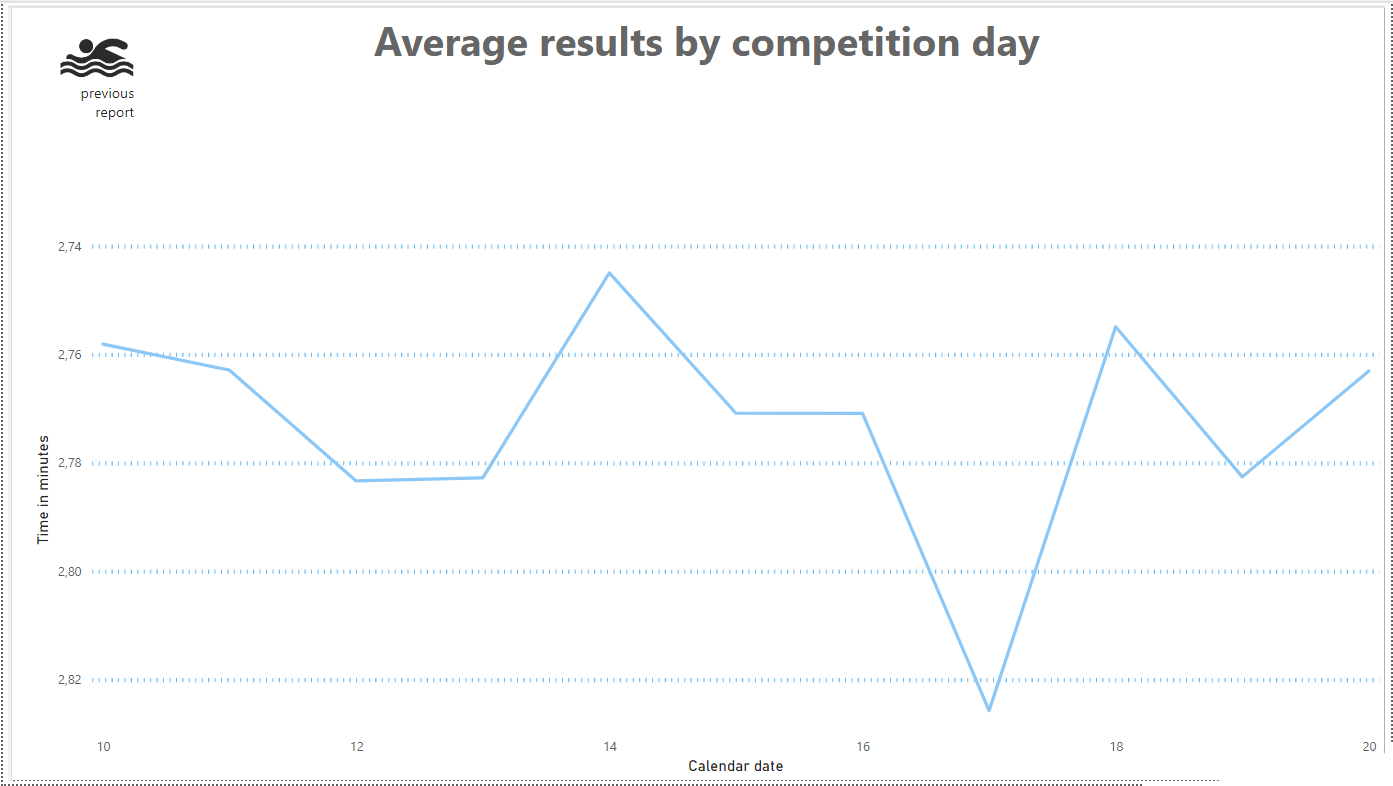 Average results by competition day
previous
report
2,74
2,76
2,78
2,80
2,82
Time in minutes
10 12 14 16 18 20
Calendar date